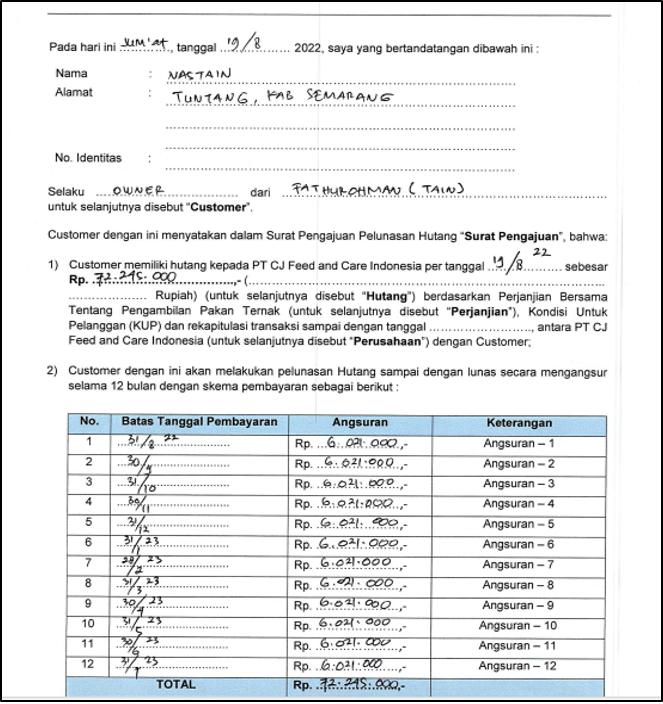 Pada hari ini Jum'at, tanggal 19/8 2022, saya yang bertandatangan dibawah ini :
Nama : NASTAIN
Alamat : TUNTANG, KAB SEMARANG
No. Identitas :
Selaku OWNER dari FATHUROHMAN (TAIN)
untuk selanjutnya disebut "Customer".
Customer dengan ini menyatakan dalam Surat Pengajuan Pelunasan Hutang "Surat Pengajuan", bahwa:
1) Customer memiliki hutang kepada PT CJ Feed and Care Indonesia per tanggal 19/8 22 sebesar
Rp. 72.245.000,- (
Rupiah) (untuk selanjutnya disebut "Hutang") berdasarkan Perjanjian Bersama
Tentang Pengambilan Pakan Ternak (untuk selanjutnya disebut "Perjanjian"), Kondisi Untuk
Pelanggan (KUP) dan rekapitulasi transaksi sampai dengan tanggal ........................, antara PT CJ
Feed and Care Indonesia (untuk selanjutnya disebut "Perusahaan") dengan Customer;
2) Customer dengan ini akan melakukan pelunasan Hutang sampai dengan lunas secara mengangsur
selama 12 bulan dengan skema pembayaran sebagai berikut :
No. Batas Tanggal Pembayaran Angsuran Keterangan
1 31/8 22 Rp. 6.021.000,- Angsuran – 1
2 30/9 Rp. 6.021.000,- Angsuran – 2
3 31/10 Rp. 6.021.000,- Angsuran – 3
4 30/11 Rp. 6.021.000,- Angsuran – 4
5 31/12 Rp. 6.021.000,- Angsuran – 5
6 31/1 23 Rp. 6.021.000,- Angsuran – 6
7 28/2 23 Rp. 6.021.000,- Angsuran – 7
8 31/3 23 Rp. 6.021.000,- Angsuran – 8
9 30/4 23 Rp. 6.021.000,- Angsuran – 9
10 31/5 23 Rp. 6.021.000,- Angsuran – 10
11 30/6 23 Rp. 6.021.000,- Angsuran – 11
12 31/7 23 Rp. 6.021.000,- Angsuran – 12
TOTAL Rp. 72.245.000,-